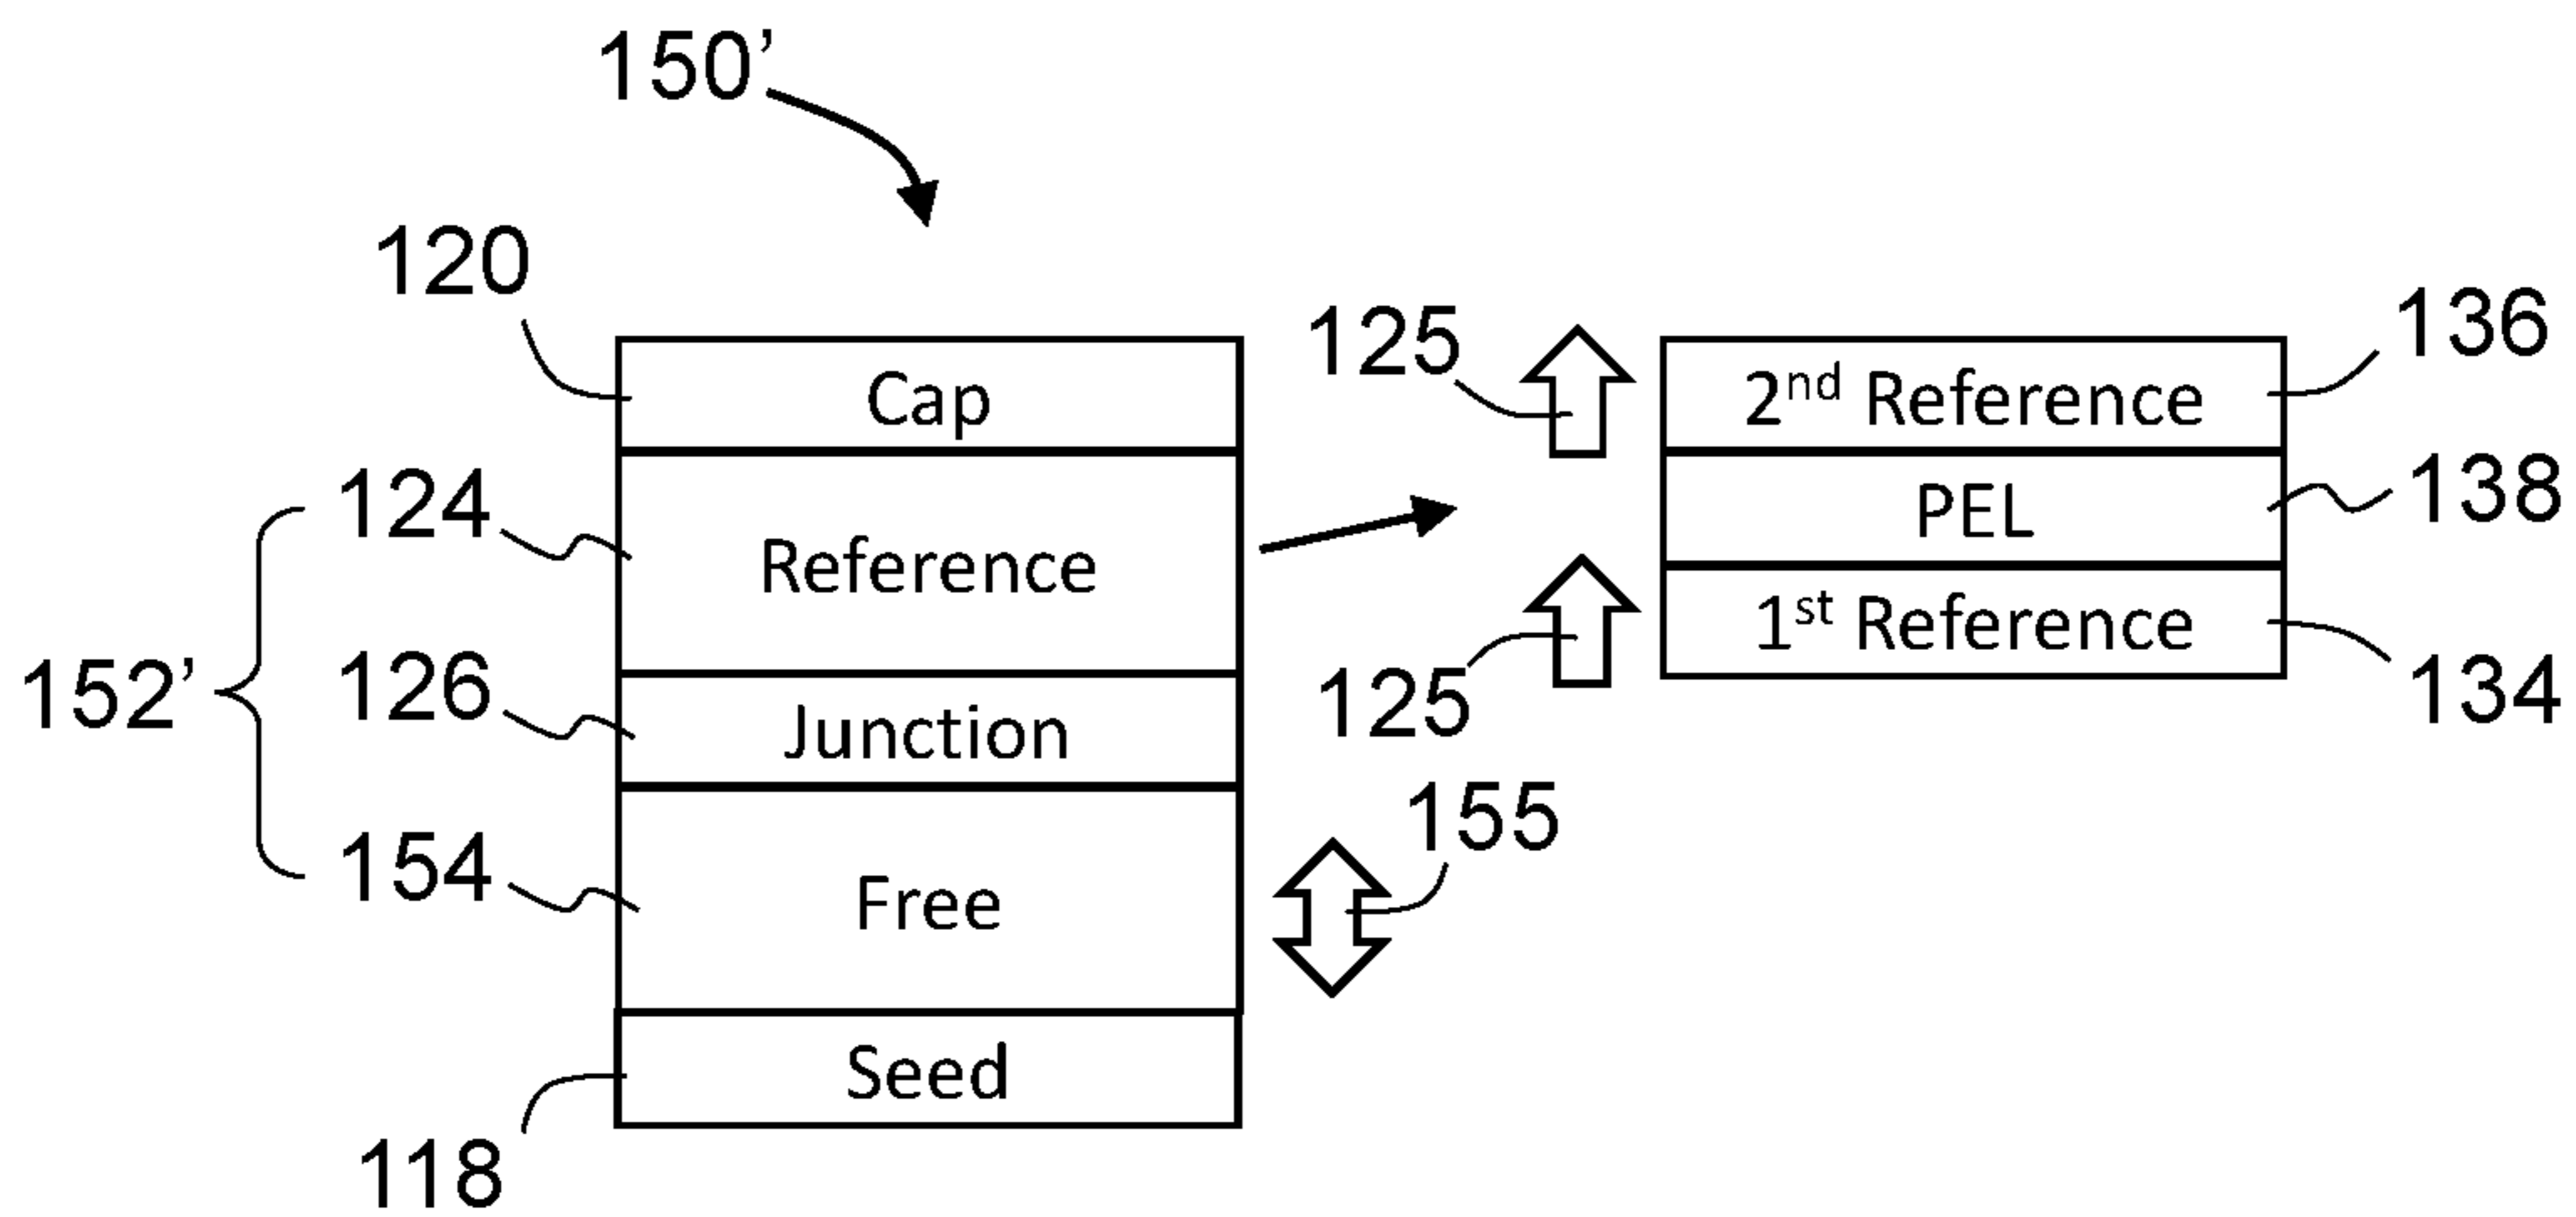 150’
120
Cap
125
2nd Reference
136
124
Reference
PEL
138
152’
126
Junction
125
1st Reference
134
154
Free
155
Seed
118